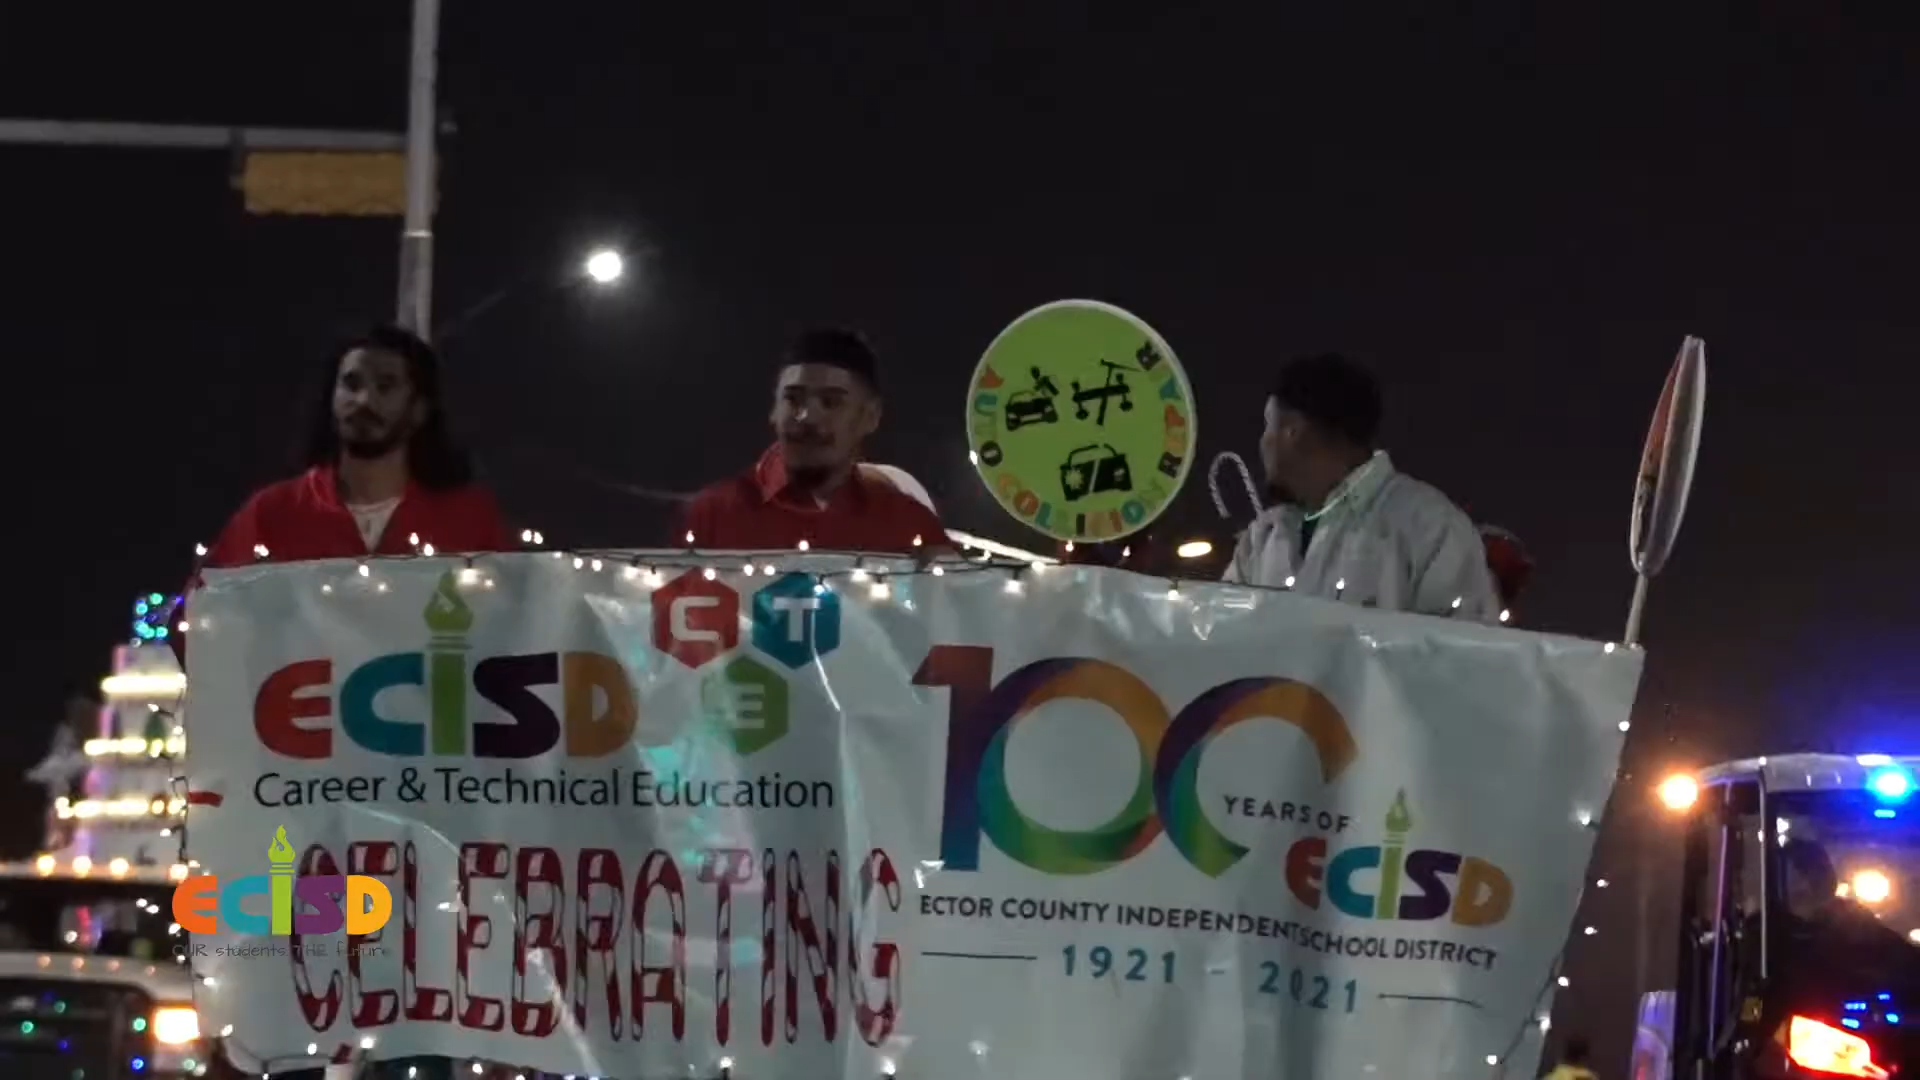 AUTO COLLISION REPAIR
C T E
ECISD
Career & Technical Education
CELEBRATING
100
YEARS OF
ECISD
ECTOR COUNTY INDEPENDENT SCHOOL DISTRICT
1921 - 2021
ECISD
OUR students THE future